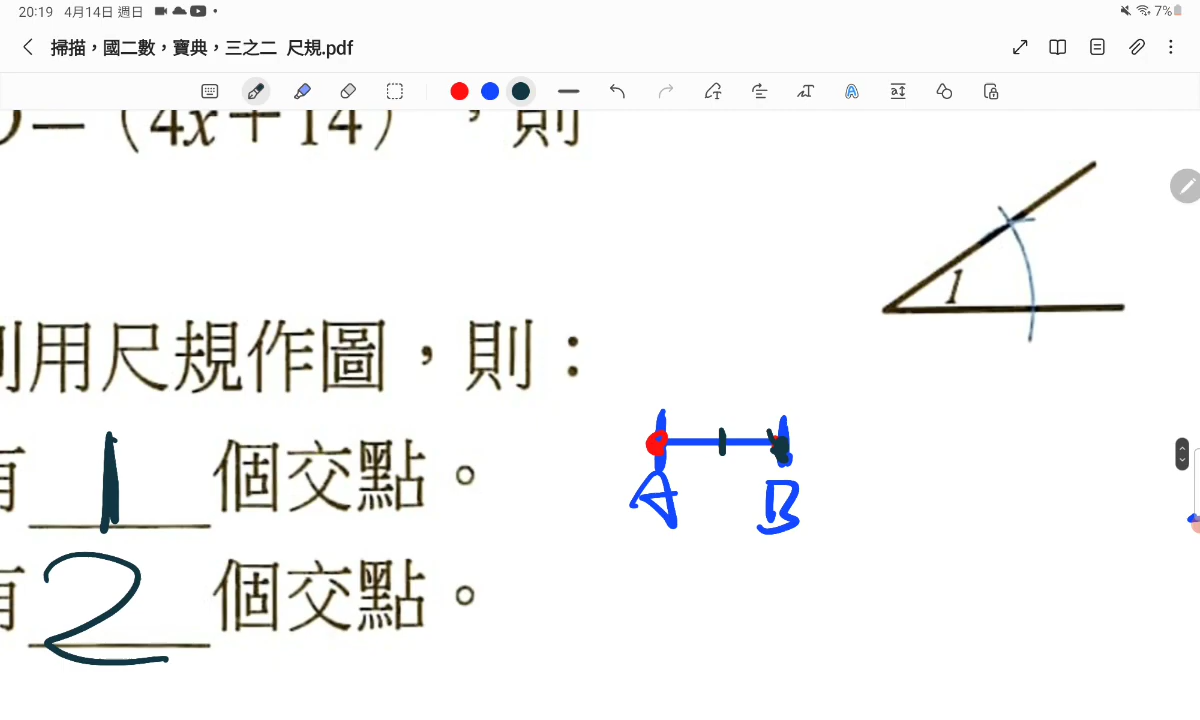 20:19 4月14日 週日 7%
掃描，國二數，寶典，三之二 尺規.pdf
=（4x＋14），則
1
利用尺規作圖，則：
有 1 個交點。
A B
有 2 個交點。